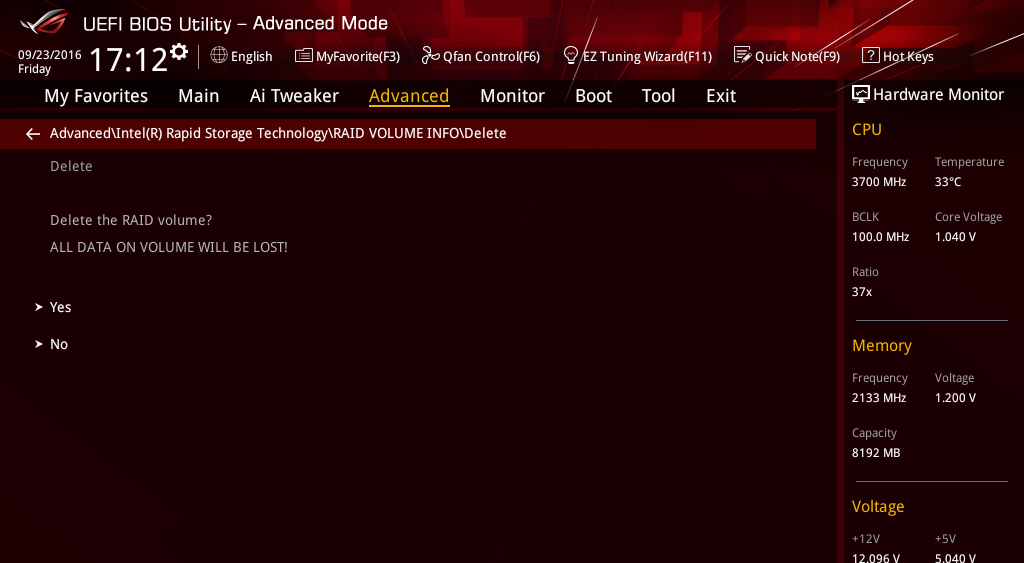 UEFI BIOS Utility – Advanced Mode
09/23/2016
Friday
17:12
English
MyFavorite(F3)
Qfan Control(F6)
EZ Tuning Wizard(F11)
Quick Note(F9)
? Hot Keys
My Favorites Main Ai Tweaker Advanced Monitor Boot Tool Exit
Advanced\Intel(R) Rapid Storage Technology\RAID VOLUME INFO\Delete
Delete
Delete the RAID volume?
ALL DATA ON VOLUME WILL BE LOST!
Yes
No
Hardware Monitor
CPU
Frequency Temperature
3700 MHz 33°C
BCLK Core Voltage
100.0 MHz 1.040 V
Ratio
37x
Memory
Frequency Voltage
2133 MHz 1.200 V
Capacity
8192 MB
Voltage
+12V +5V
12.096 V 5.040 V